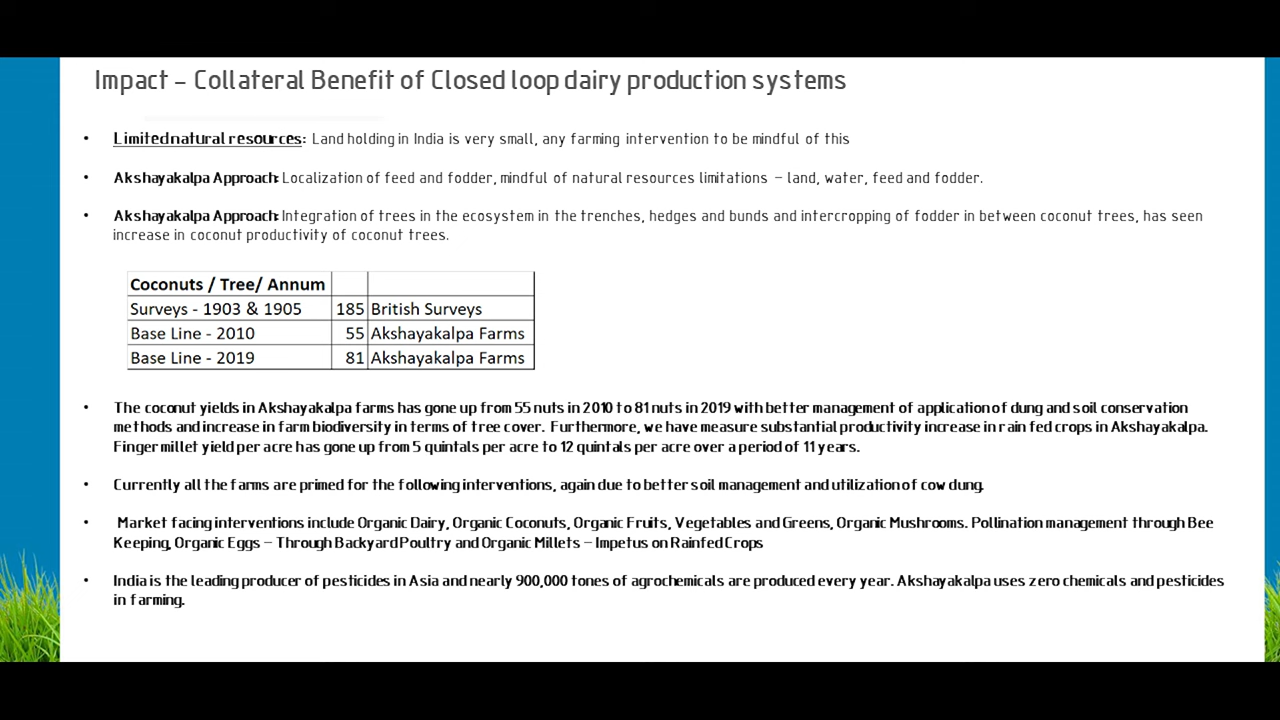 Impact – Collateral Benefit of Closed loop dairy production systems
• Limited natural resources: Land holding in India is very small, any farming intervention to be mindful of this
• Akshayakalpa Approach: Localization of feed and fodder, mindful of natural resources limitations – land, water, feed and fodder.
• Akshayakalpa Approach: Integration of trees in the ecosystem in the trenches, hedges and bunds and intercropping of fodder in between coconut trees, has seen
increase in coconut productivity of coconut trees.
Coconuts / Tree/ Annum
Surveys - 1903 & 1905 185 British Surveys
Base Line - 2010 55 Akshayakalpa Farms
Base Line - 2019 81 Akshayakalpa Farms
• The coconut yields in Akshayakalpa farms has gone up from 55 nuts in 2010 to 81 nuts in 2019 with better management of application of dung and soil conservation
methods and increase in farm biodiversity in terms of tree cover. Furthermore, we have measure substantial productivity increase in rain fed crops in Akshayakalpa.
Finger millet yield per acre has gone up from 5 quintals per acre to 12 quintals per acre over a period of 11 years.
• Currently all the farms are primed for the following interventions, again due to better soil management and utilization of cow dung.
• Market facing interventions include Organic Dairy, Organic Coconuts, Organic Fruits, Vegetables and Greens, Organic Mushrooms. Pollination management through Bee
Keeping, Organic Eggs – Through Backyard Poultry and Organic Millets – Impetus on Rainfed Crops
• India is the leading producer of pesticides in Asia and nearly 900,000 tones of agrochemicals are produced every year. Akshayakalpa uses zero chemicals and pesticides
in farming.